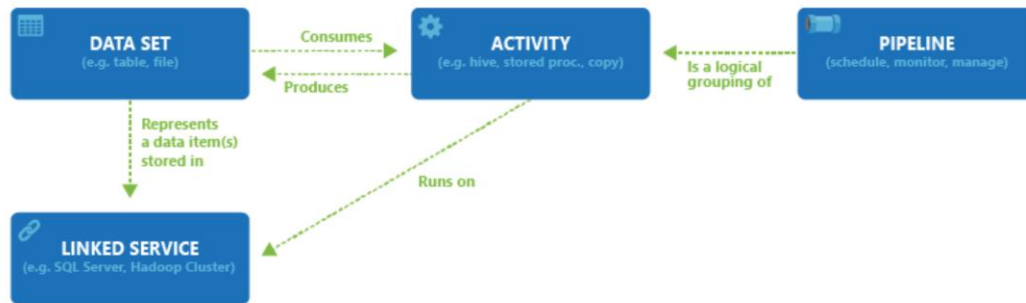 DATA SET
(e.g. table, file)
Consumes
Produces
ACTIVITY
(e.g. hive, stored proc., copy)
Is a logical
grouping of
PIPELINE
(schedule, monitor, manage)
Represents
a data item(s)
stored in
Runs on
LINKED SERVICE
(e.g. SQL Server, Hadoop Cluster)